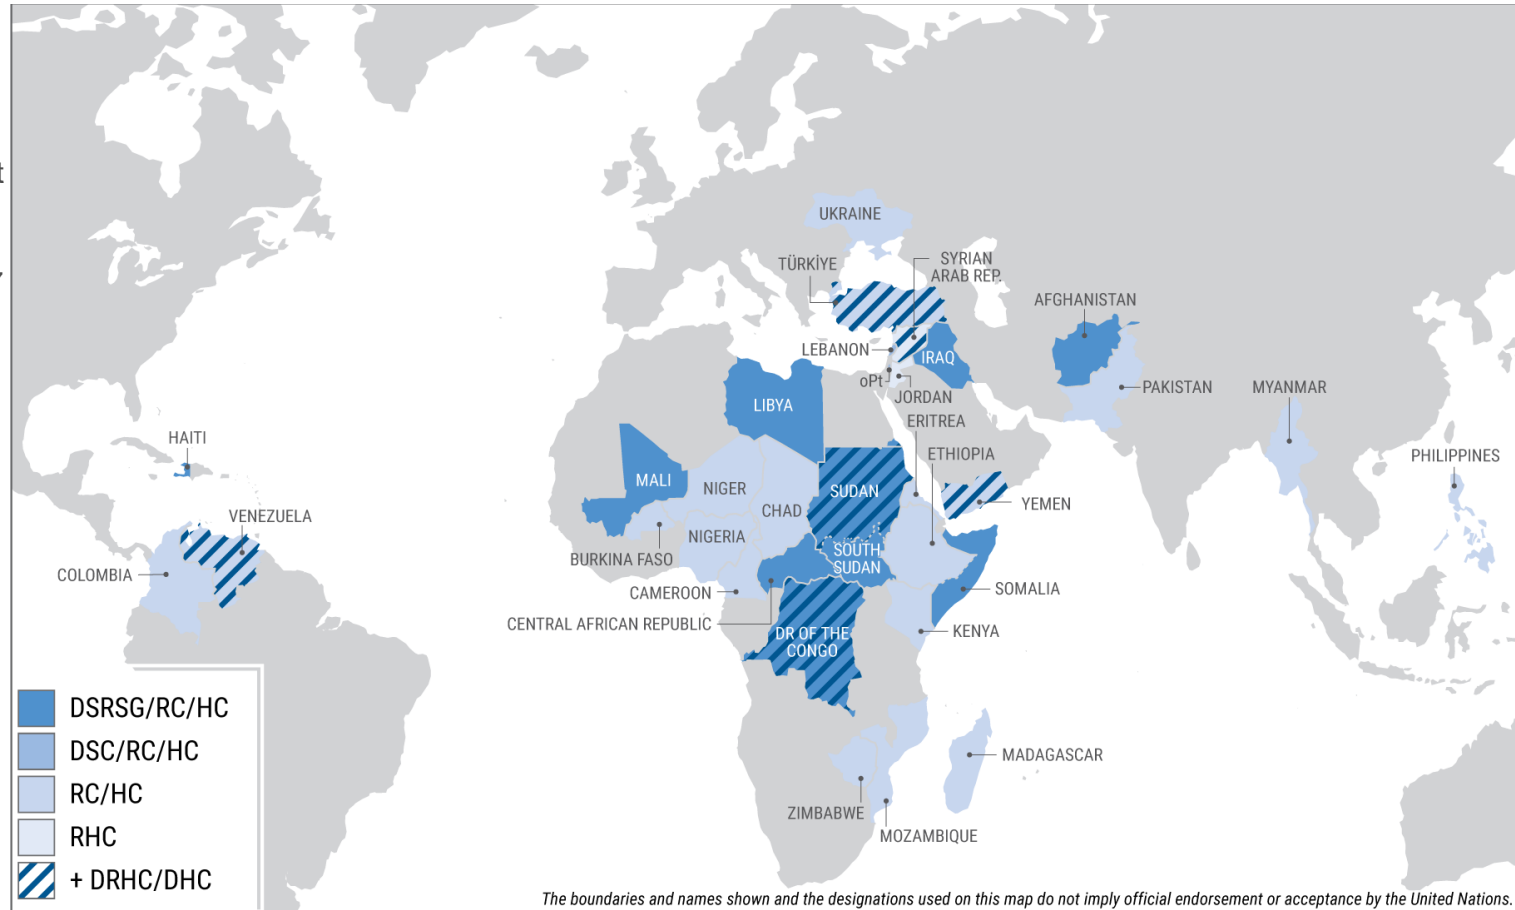 t
UKRAINE
TÜRKİYE
SYRIAN
ARAB REP.
AFGHANISTAN
LEBANON
IRAQ
oPt
JORDAN
PAKISTAN
MYANMAR
LIBYA
ERITREA
HAITI
ETHIOPIA
PHILIPPINES
MALI
NIGER
SUDAN
YEMEN
CHAD
VENEZUELA
NIGERIA
BURKINA FASO
SOUTH
SUDAN
COLOMBIA
CAMEROON
SOMALIA
CENTRAL AFRICAN REPUBLIC
DR OF THE
CONGO
KENYA
DSRSG/RC/HC
DSC/RC/HC
RC/HC
RHC
+ DRHC/DHC
MADAGASCAR
ZIMBABWE
MOZAMBIQUE
The boundaries and names shown and the designations used on this map do not imply official endorsement or acceptance by the United Nations.